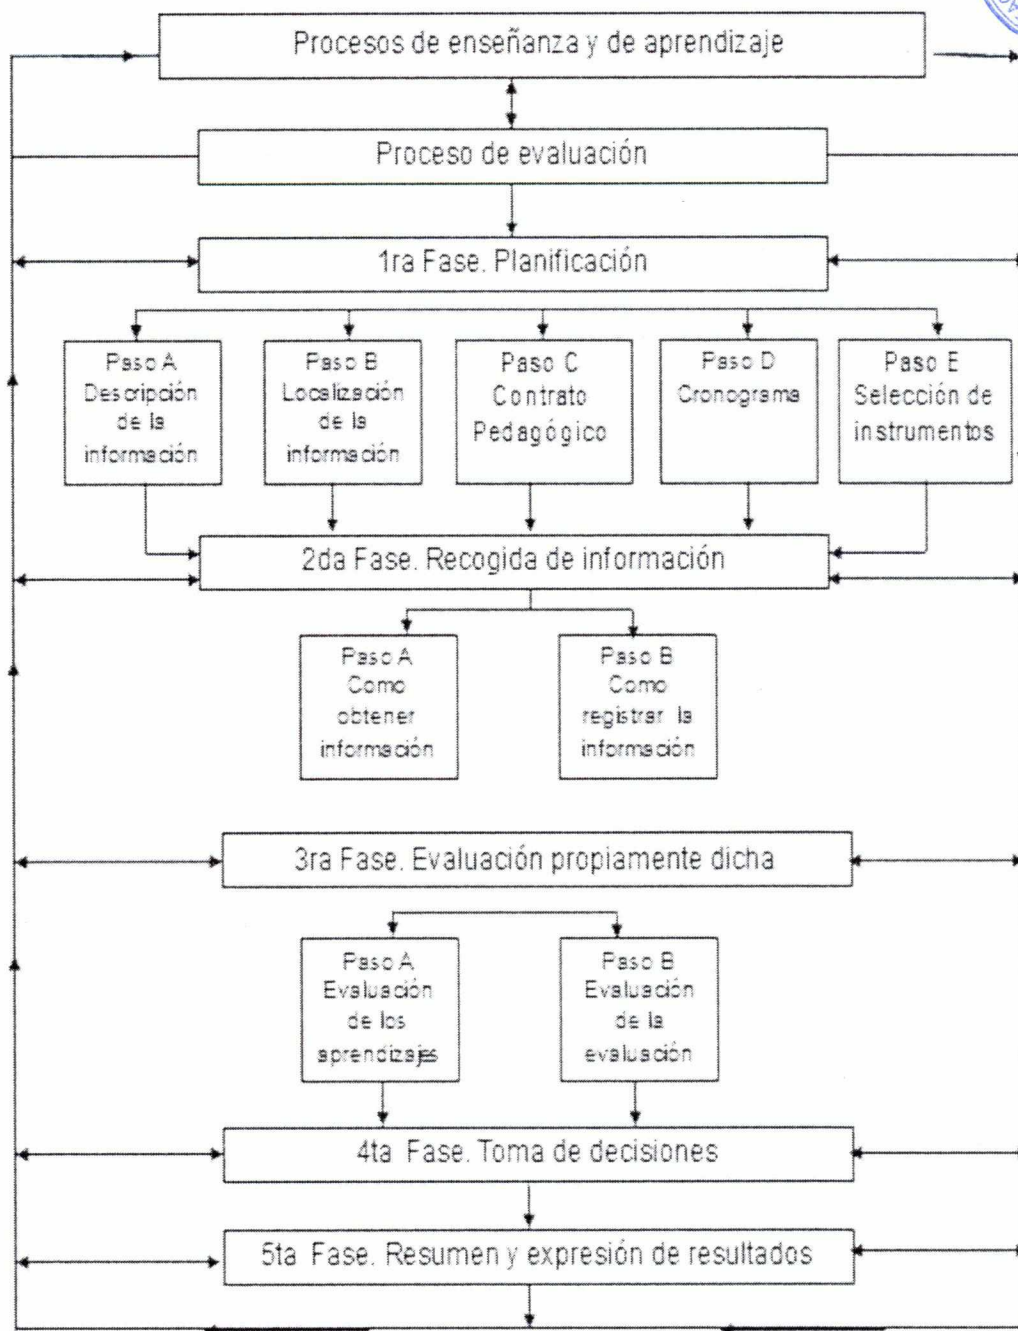 Procesos de enseñanza y de aprendizaje
Proceso de evaluación
1ra Fase. Planificación
Paso A
Descripción
de la
información
Paso B
Localización
de la
información
Paso C
Contrato
Pedagógico
Paso D
Cronograma
Paso E
Selección de
instrumentos
2da Fase. Recogida de información
Paso A
Como
obtener
información
Paso B
Como
registrar la
información
3ra Fase. Evaluación propiamente dicha
Paso A
Evaluación
de los
aprendizajes
Paso B
Evaluación
de la
evaluación
4ta Fase. Toma de decisiones
5ta Fase. Resumen y expresión de resultados